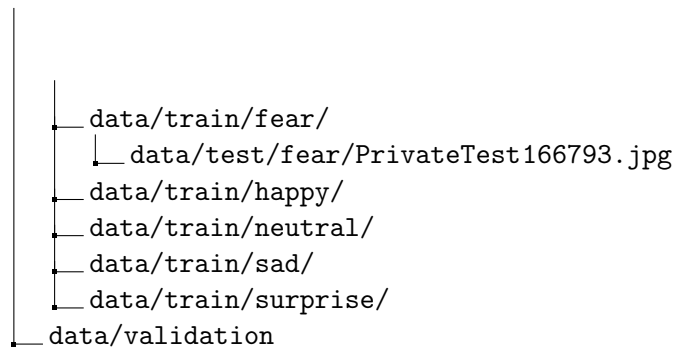 data/train/fear/
data/test/fear/PrivateTest166793.jpg
data/train/happy/
data/train/neutral/
data/train/sad/
data/train/surprise/
data/validation